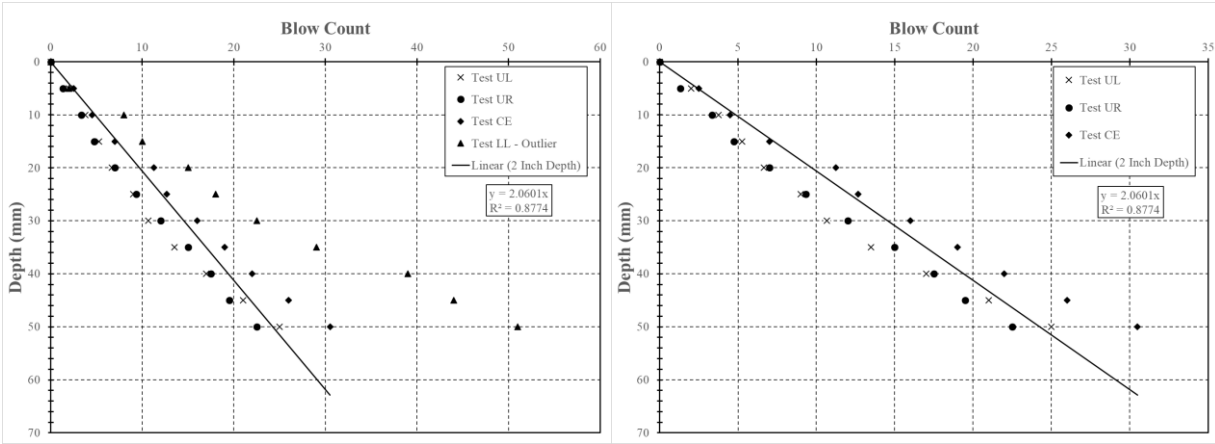 Blow Count
0 10 20 30 40 50 60
0
10
20
30
40
50
60
70
Depth (mm)
Test UL
Test UR
Test CE
Test LL - Outlier
Linear (2 Inch Depth)
y = 2.0601x
R² = 0.8774
Blow Count
0 5 10 15 20 25 30 35
0
10
20
30
40
50
60
70
Depth (mm)
Test UL
Test UR
Test CE
Linear (2 Inch Depth)
y = 2.0601x
R² = 0.8774